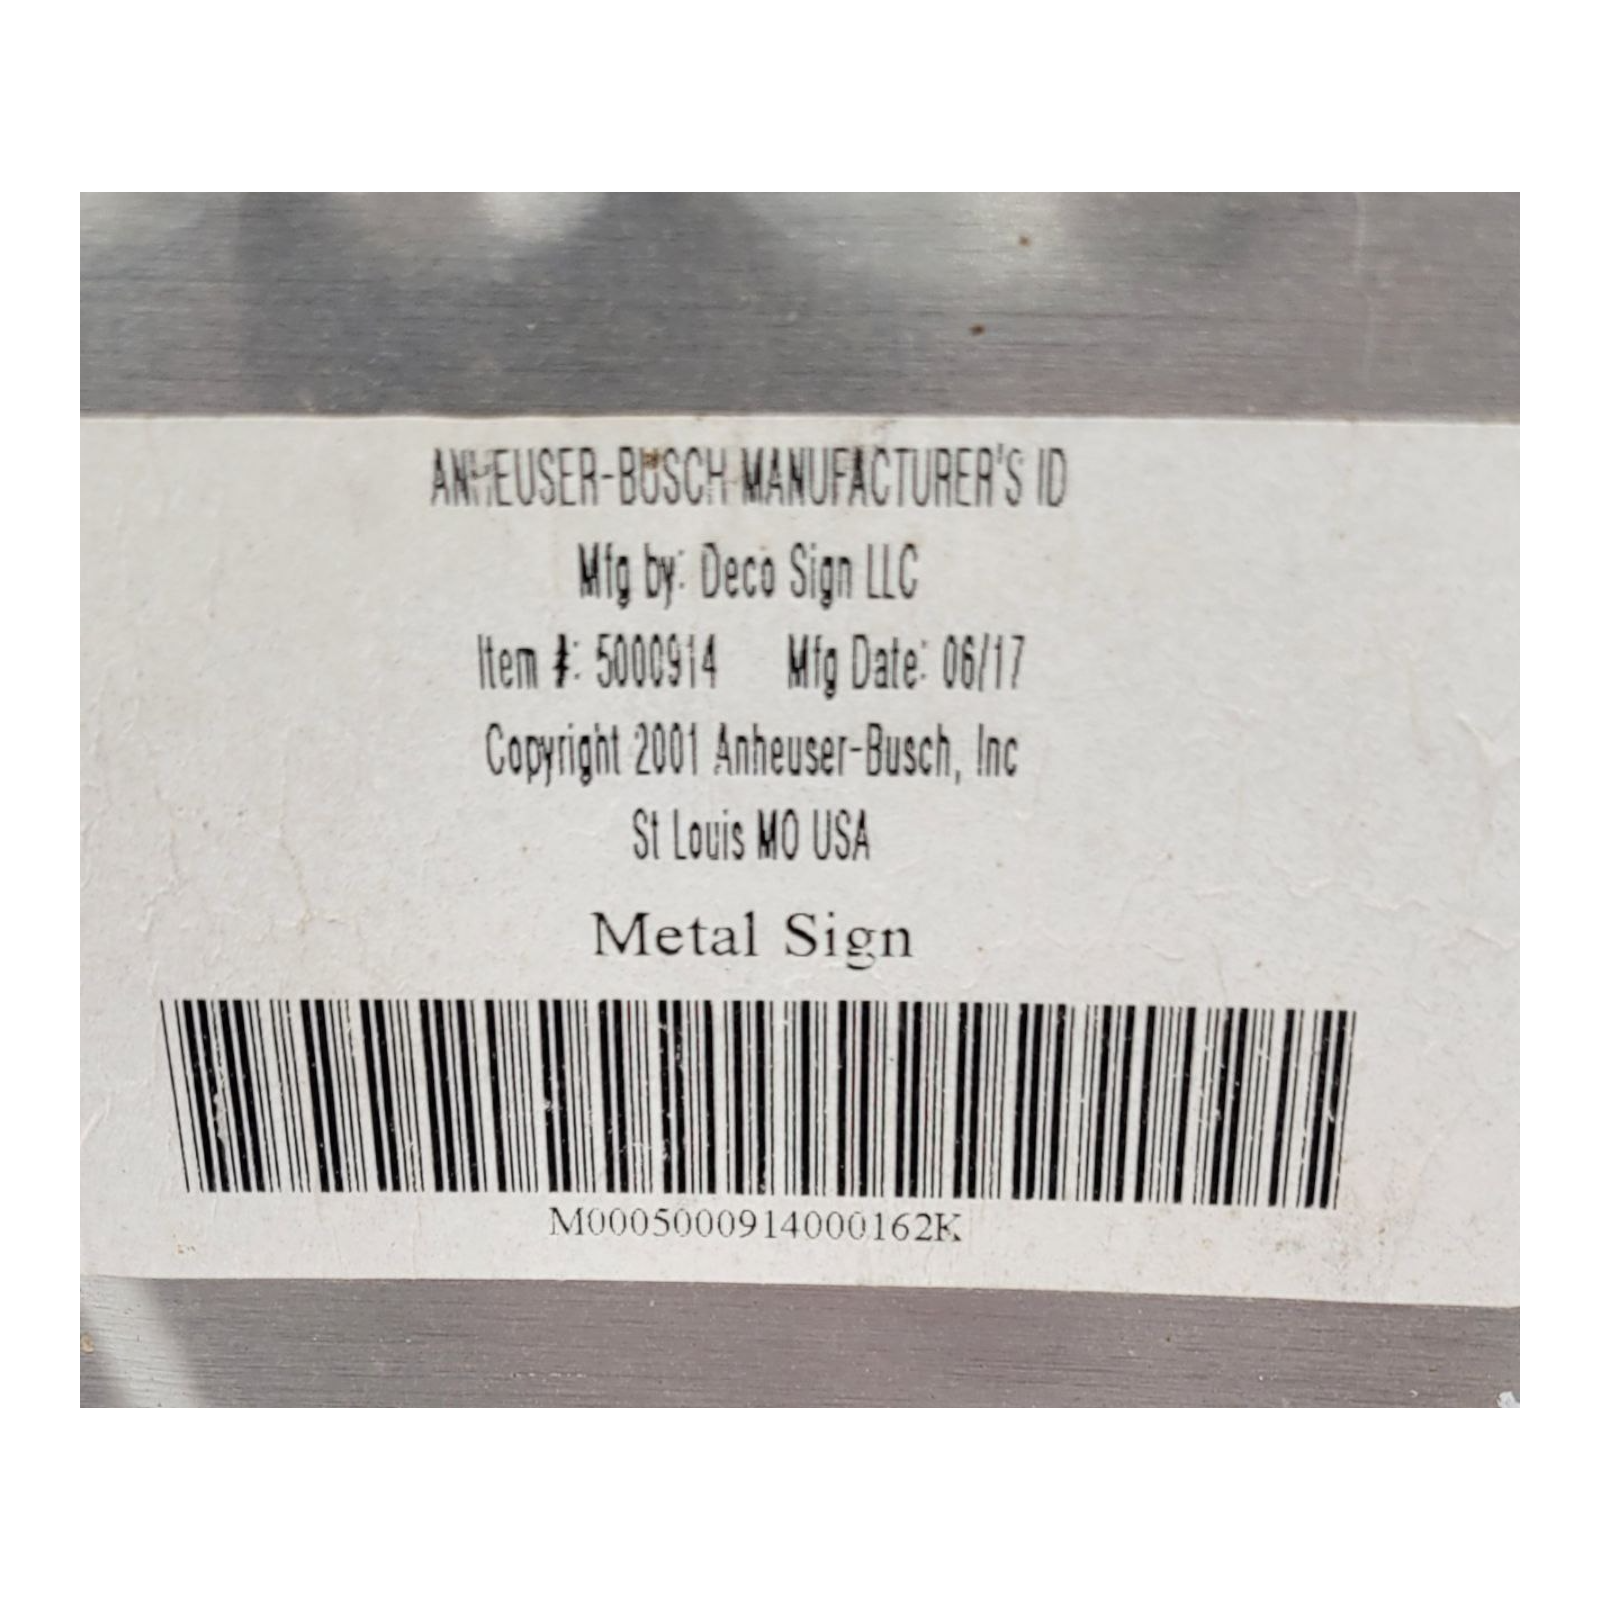 ANHEUSER-BUSCH MANUFACTURER'S ID
Mfg by: Deco Sign LLC
Item #: 5000914 Mfg Date: 06/17
Copyright 2001 Anheuser-Busch, Inc
St Louis MO USA
Metal Sign
M0005000914000162K